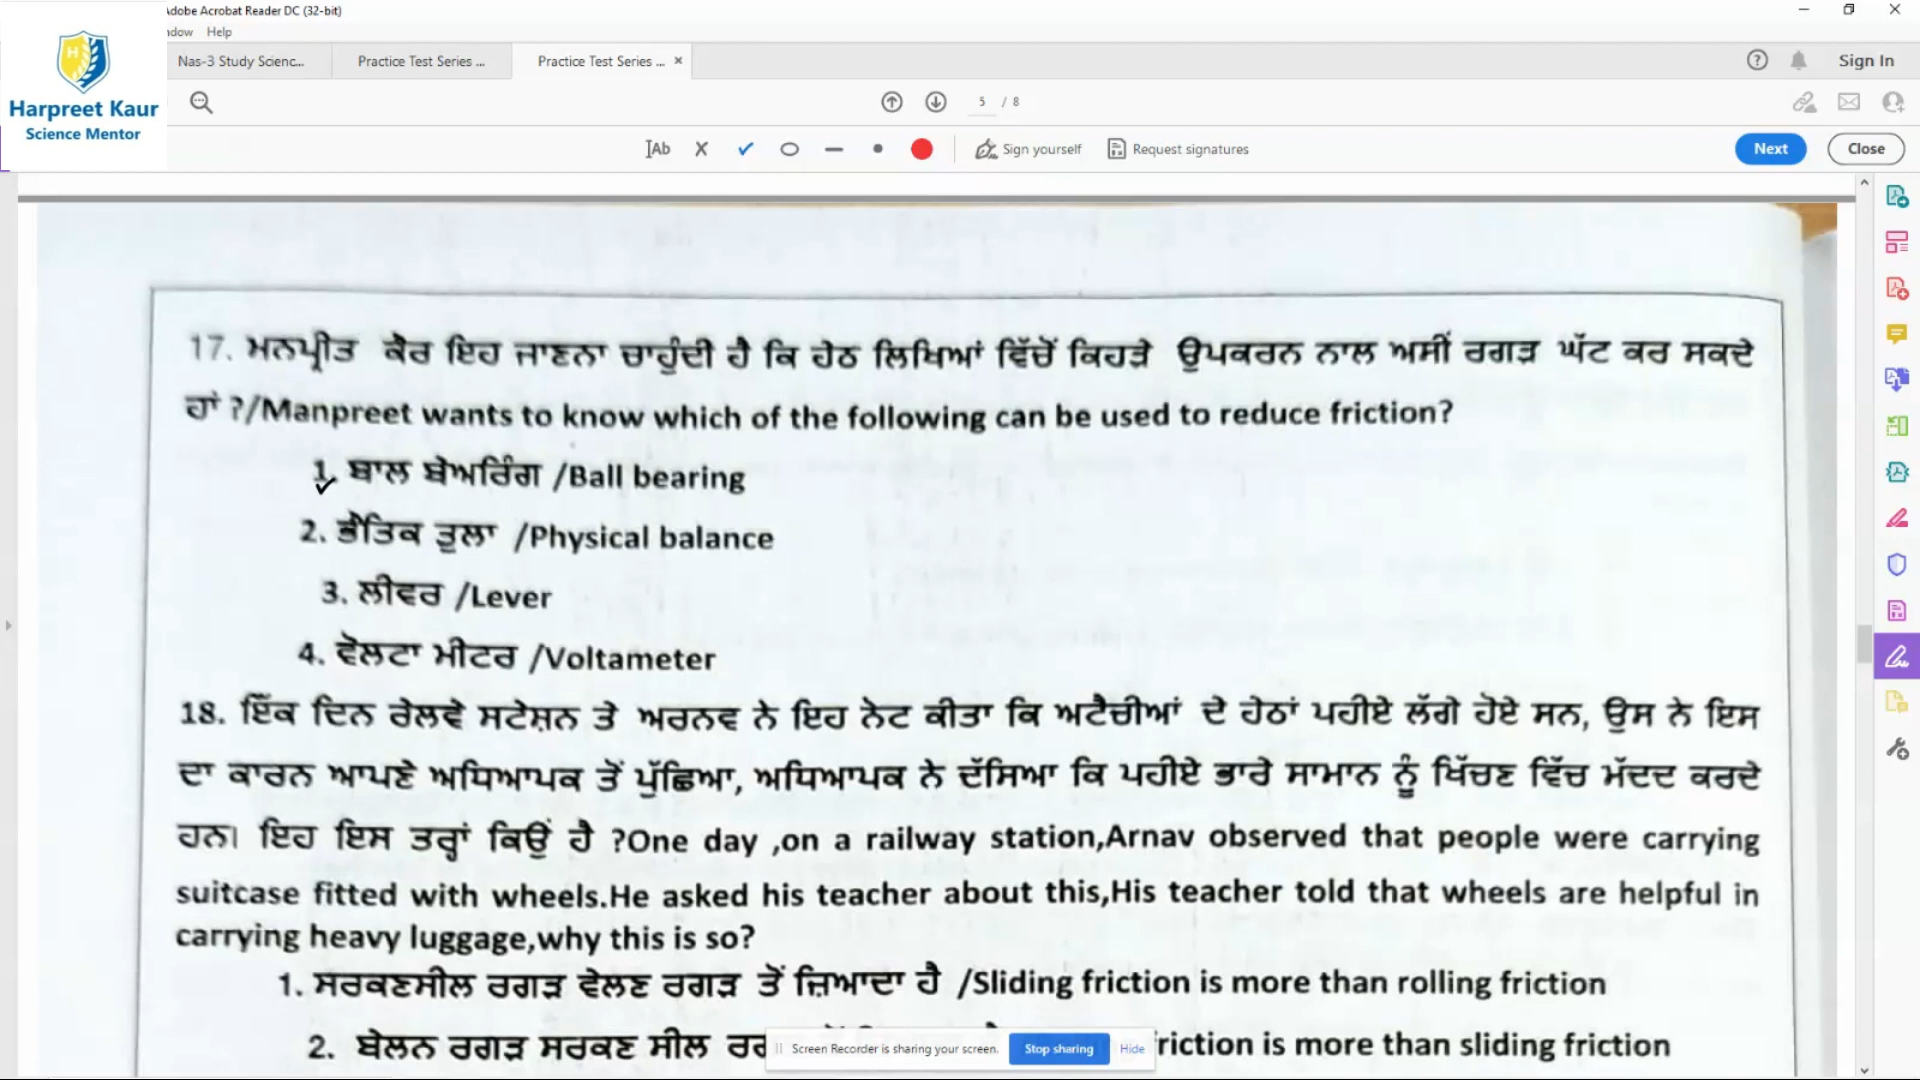 Adobe Acrobat Reader DC (32-bit)
Help
Nas-3 Study Scienc...
Practice Test Series ...
Practice Test Series ...
Sign In
Harpreet Kaur
Science Mentor
5 / 8
Sign yourself
Request signatures
Next
Close
17. ਮਨਪ੍ਰੀਤ ਕੌਰ ਇਹ ਜਾਣਨਾ ਚਾਹੁੰਦੀ ਹੈ ਕਿ ਹੇਠ ਲਿਖਿਆਂ ਵਿੱਚੋਂ ਕਿਹੜੇ ਉਪਕਰਨ ਨਾਲ ਅਸੀਂ ਰਗੜ ਘੱਟ ਕਰ ਸਕਦੇ
ਹਾਂ ?/Manpreet wants to know which of the following can be used to reduce friction?
1. ਬਾਲ ਬੇਅਰਿੰਗ /Ball bearing
2. ਭੌਤਿਕ ਤੁਲਾ /Physical balance
3. ਲੀਵਰ /Lever
4. ਵੋਲਟਾ ਮੀਟਰ /Voltameter
18. ਇੱਕ ਦਿਨ ਰੇਲਵੇ ਸਟੇਸ਼ਨ ਤੇ ਅਰਨਵ ਨੇ ਇਹ ਨੋਟ ਕੀਤਾ ਕਿ ਅਟੈਚੀਆਂ ਦੇ ਹੇਠਾਂ ਪਹੀਏ ਲੱਗੇ ਹੋਏ ਸਨ, ਉਸ ਨੇ ਇਸ
ਦਾ ਕਾਰਨ ਆਪਣੇ ਅਧਿਆਪਕ ਤੋਂ ਪੁੱਛਿਆ, ਅਧਿਆਪਕ ਨੇ ਦੱਸਿਆ ਕਿ ਪਹੀਏ ਭਾਰੇ ਸਾਮਾਨ ਨੂੰ ਖਿੱਚਣ ਵਿੱਚ ਮੱਦਦ ਕਰਦੇ
ਹਨ। ਇਹ ਇਸ ਤਰ੍ਹਾਂ ਕਿਉਂ ਹੈ ?One day ,on a railway station,Arnav observed that people were carrying
suitcase fitted with wheels.He asked his teacher about this,His teacher told that wheels are helpful in
carrying heavy luggage,why this is so?
1. ਸਰਕਣਸੀਲ ਰਗੜ ਵੇਲਣ ਰਗੜ ਤੋਂ ਜ਼ਿਆਦਾ ਹੈ /Sliding friction is more than rolling friction
2. ਬੇਲਨ ਰਗੜ ਸਰਕਣ ਸੀਲ friction is more than sliding friction
Screen Recorder is sharing your screen.
Stop sharing
Hide